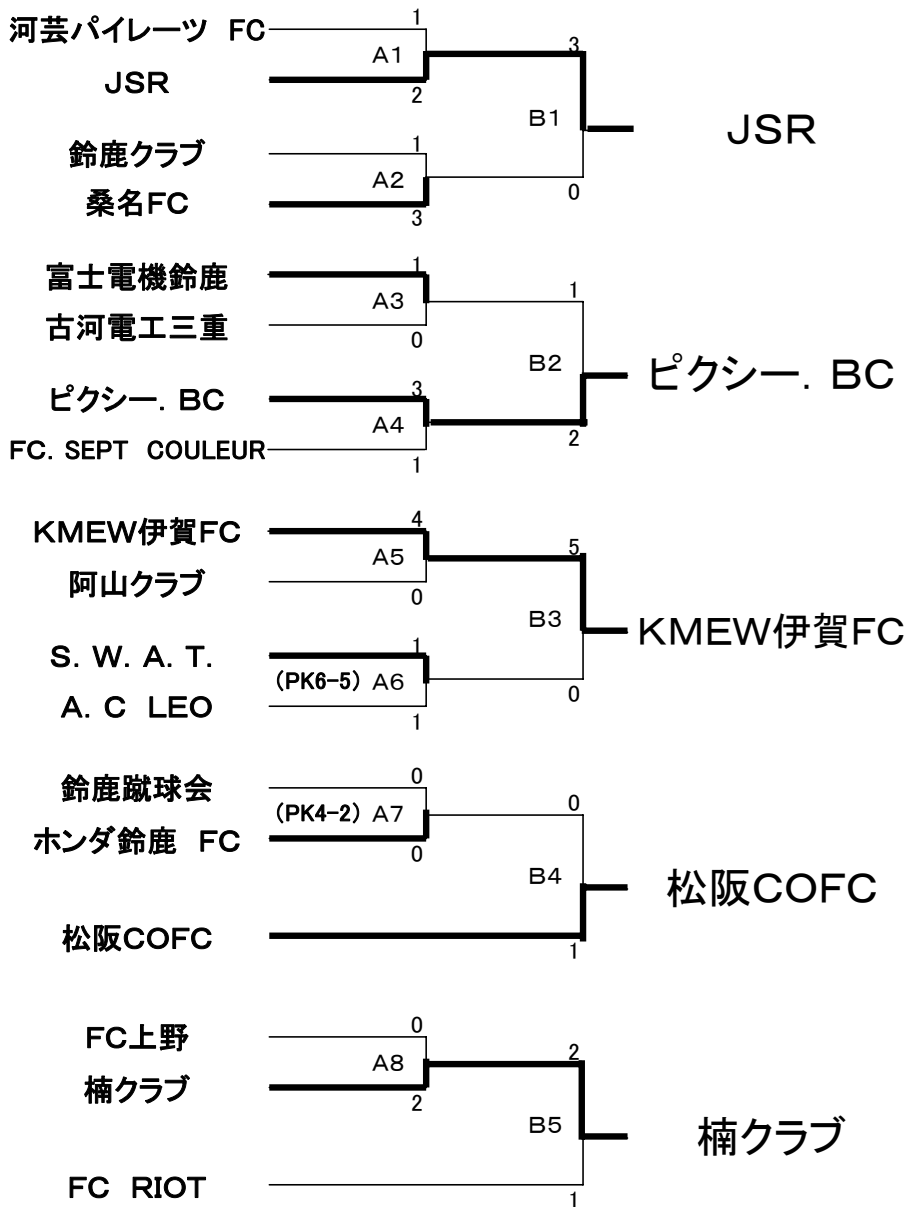 河芸パイレーツ FC
1
A1
3
JSR
2
B1
JSR
鈴鹿クラブ
1
A2
0
桑名FC
3
富士電機鈴鹿
1
A3
1
古河電工三重
0
B2
ピクシー. BC
ピクシー. BC
3
A4
2
FC. SEPT COULEUR
1
KMEW伊賀FC
4
A5
5
阿山クラブ
0
B3
KMEW伊賀FC
S. W. A. T.
1
(PK6-5) A6
0
A. C LEO
1
鈴鹿蹴球会
0
(PK4-2) A7
0
ホンダ鈴鹿 FC
0
B4
松阪COFC
松阪COFC
1
FC上野
0
A8
2
楠クラブ
2
B5
楠クラブ
FC RIOT
1